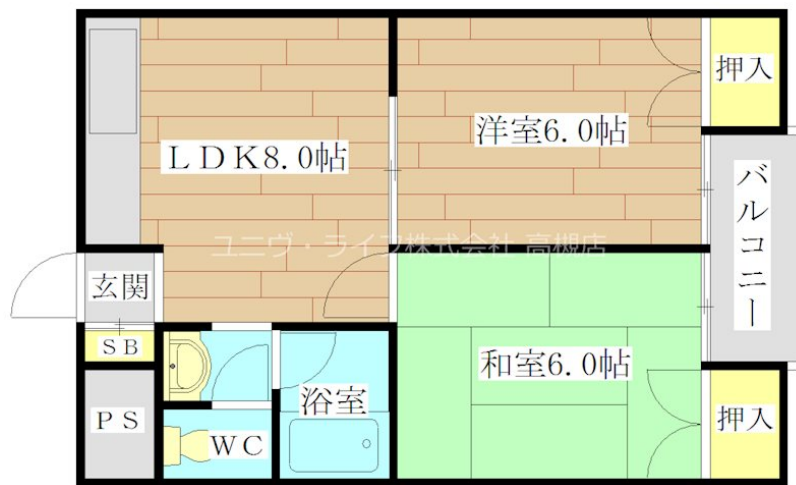 押入
洋室6.0帖
LDK8.0帖
バルコニー
ユニヴ・ライフ株式会社 高槻店
玄関
SB
和室6.0帖
浴室
押入
PS
WC